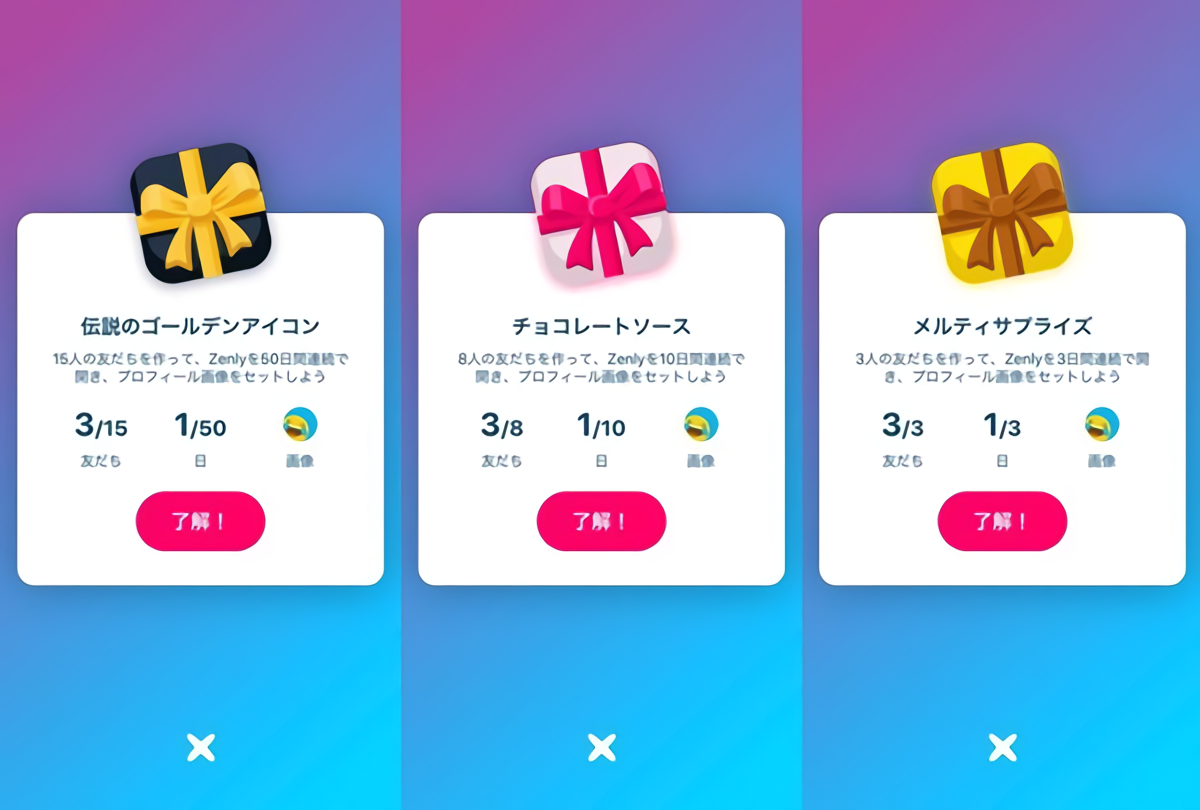 伝説のゴールデンアイコン
15人の友だちを作って、Zenlyを50日間連続で
開き、プロフィール画像をセットしよう
3/15
1/50
友だち
日
画像
了解！
チョコレートソース
8人の友だちを作って、Zenlyを10日間連続で
開き、プロフィール画像をセットしよう
3/8
1/10
友だち
日
画像
了解！
メルティサプライズ
3人の友だちを作って、Zenlyを3日間連続で開
き、プロフィール画像をセットしよう
3/3
1/3
友だち
日
画像
了解！